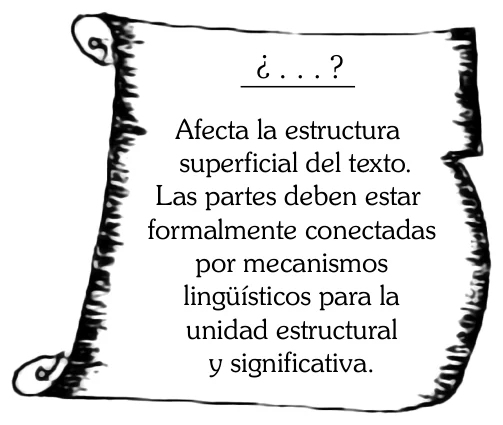 ¿ . . . ?
Afecta la estructura
superficial del texto.
Las partes deben estar
formalmente conectadas
por mecanismos
lingüísticos para la
unidad estructural
y significativa.